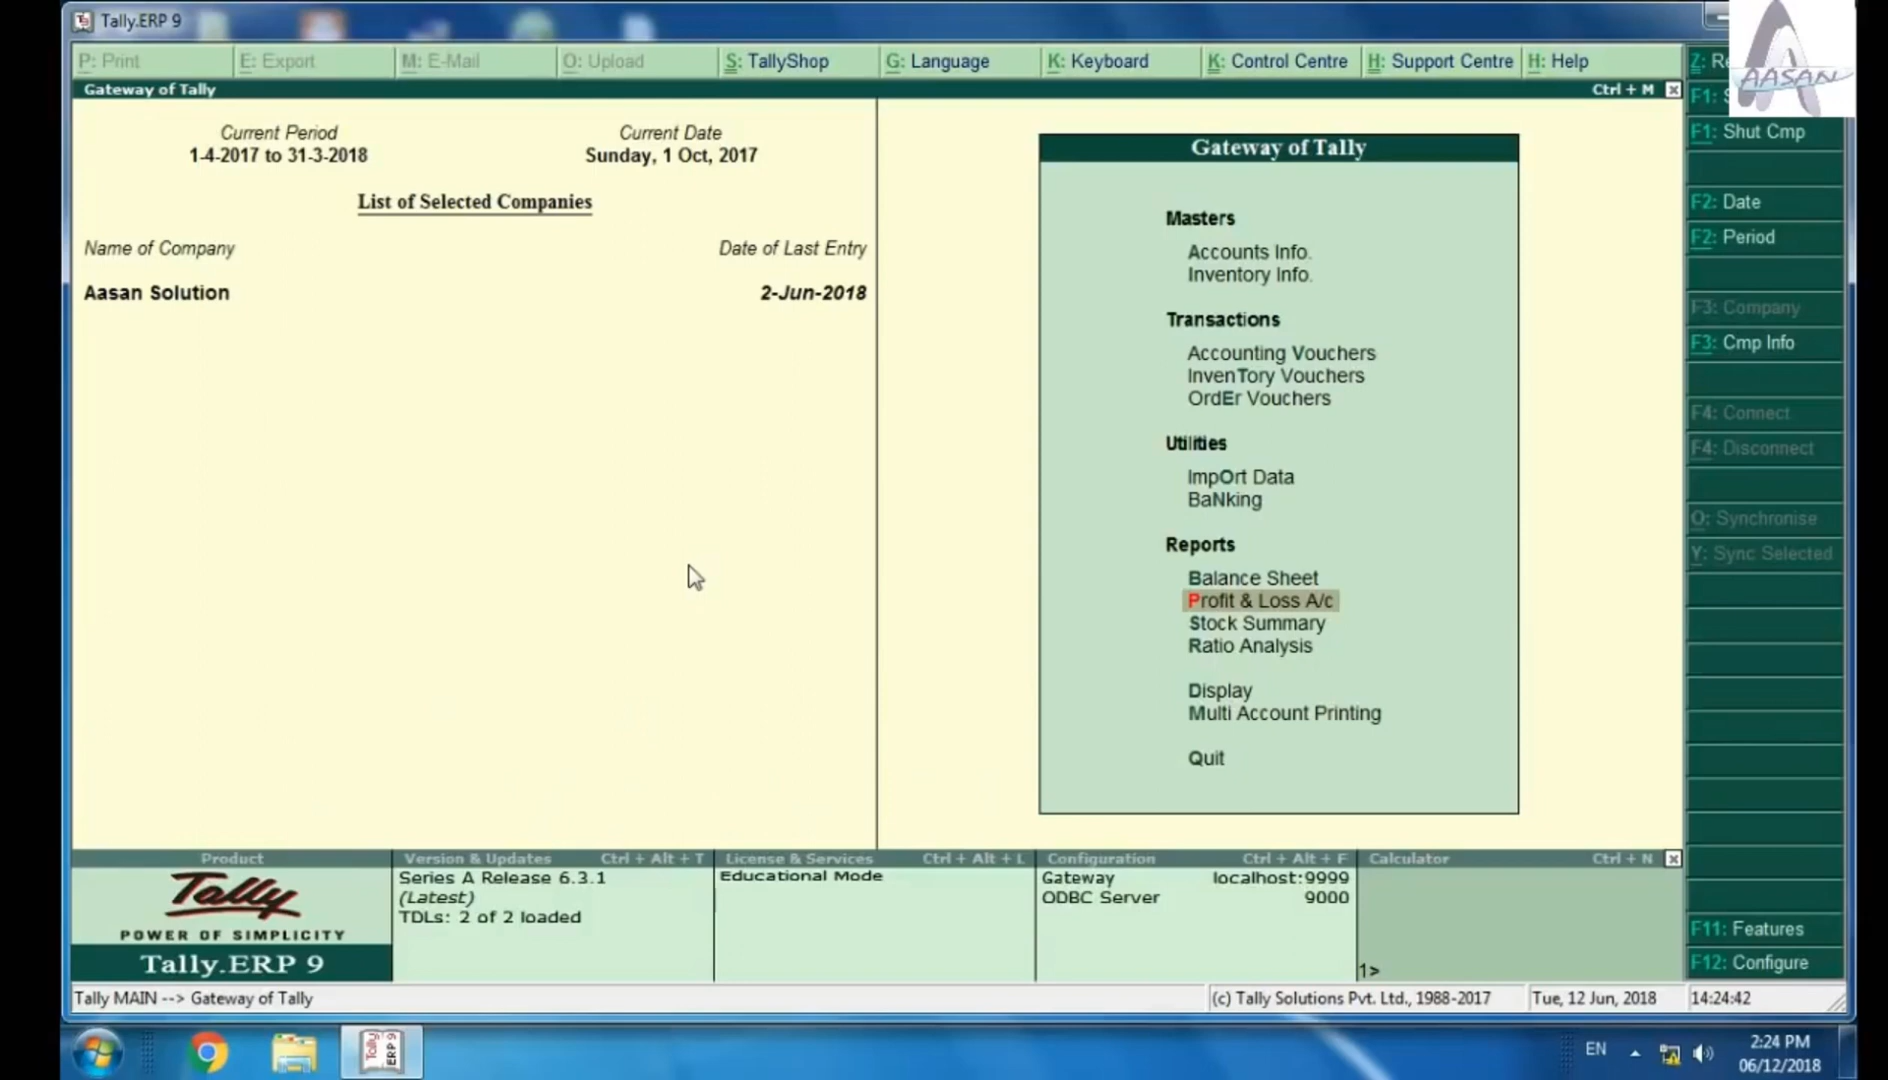 Tally.ERP 9
P: Print
E: Export
M: E-Mail
O: Upload
S: TallyShop
G: Language
K: Keyboard
K: Control Centre
H: Support Centre
H: Help
Gateway of Tally
Ctrl + M
AASAN
Current Period
Current Date
1-4-2017 to 31-3-2018
Sunday, 1 Oct, 2017
List of Selected Companies
Name of Company
Date of Last Entry
Aasan Solution
2-Jun-2018
Gateway of Tally
Masters
Accounts Info.
Inventory Info.
Transactions
Accounting Vouchers
InvenTory Vouchers
OrdEr Vouchers
Utilities
ImpOrt Data
BaNking
Reports
Balance Sheet
Profit & Loss A/c
Stock Summary
Ratio Analysis
Display
Multi Account Printing
Quit
Z:
F1:
F1: Shut Cmp
F2: Date
F2: Period
F3: Company
F3: Cmp Info
F4: Connect
F4: Disconnect
O: Synchronise
Y: Sync Selected
F11: Features
F12: Configure
Product
Tally
POWER OF SIMPLICITY
Tally.ERP 9
Version & Updates
Ctrl + Alt + T
Series A Release 6.3.1
(Latest)
TDLs: 2 of 2 loaded
License & Services
Ctrl + Alt + L
Educational Mode
Configuration
Ctrl + Alt + F
Gateway
localhost:9999
ODBC Server
9000
Calculator
Ctrl + N
1>
Tally MAIN --> Gateway of Tally
(c) Tally Solutions Pvt. Ltd., 1988-2017
Tue, 12 Jun, 2018
14:24:42
Tally
ERP 9
EN
2:24 PM
06/12/2018